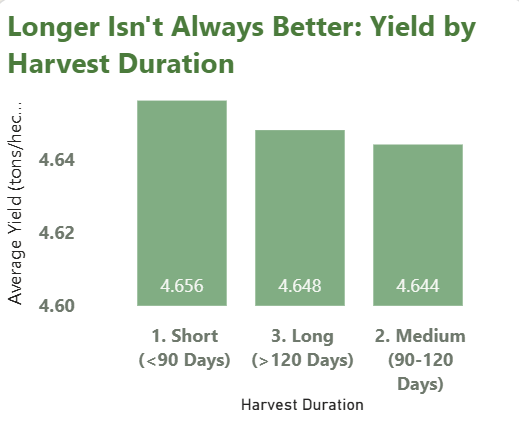 Longer Isn't Always Better: Yield by
Harvest Duration
Average Yield (tons/hec...
4.64
4.62
4.60
4.656
4.648
4.644
1. Short
(<90 Days)
3. Long
(>120 Days)
2. Medium
(90-120
Days)
Harvest Duration